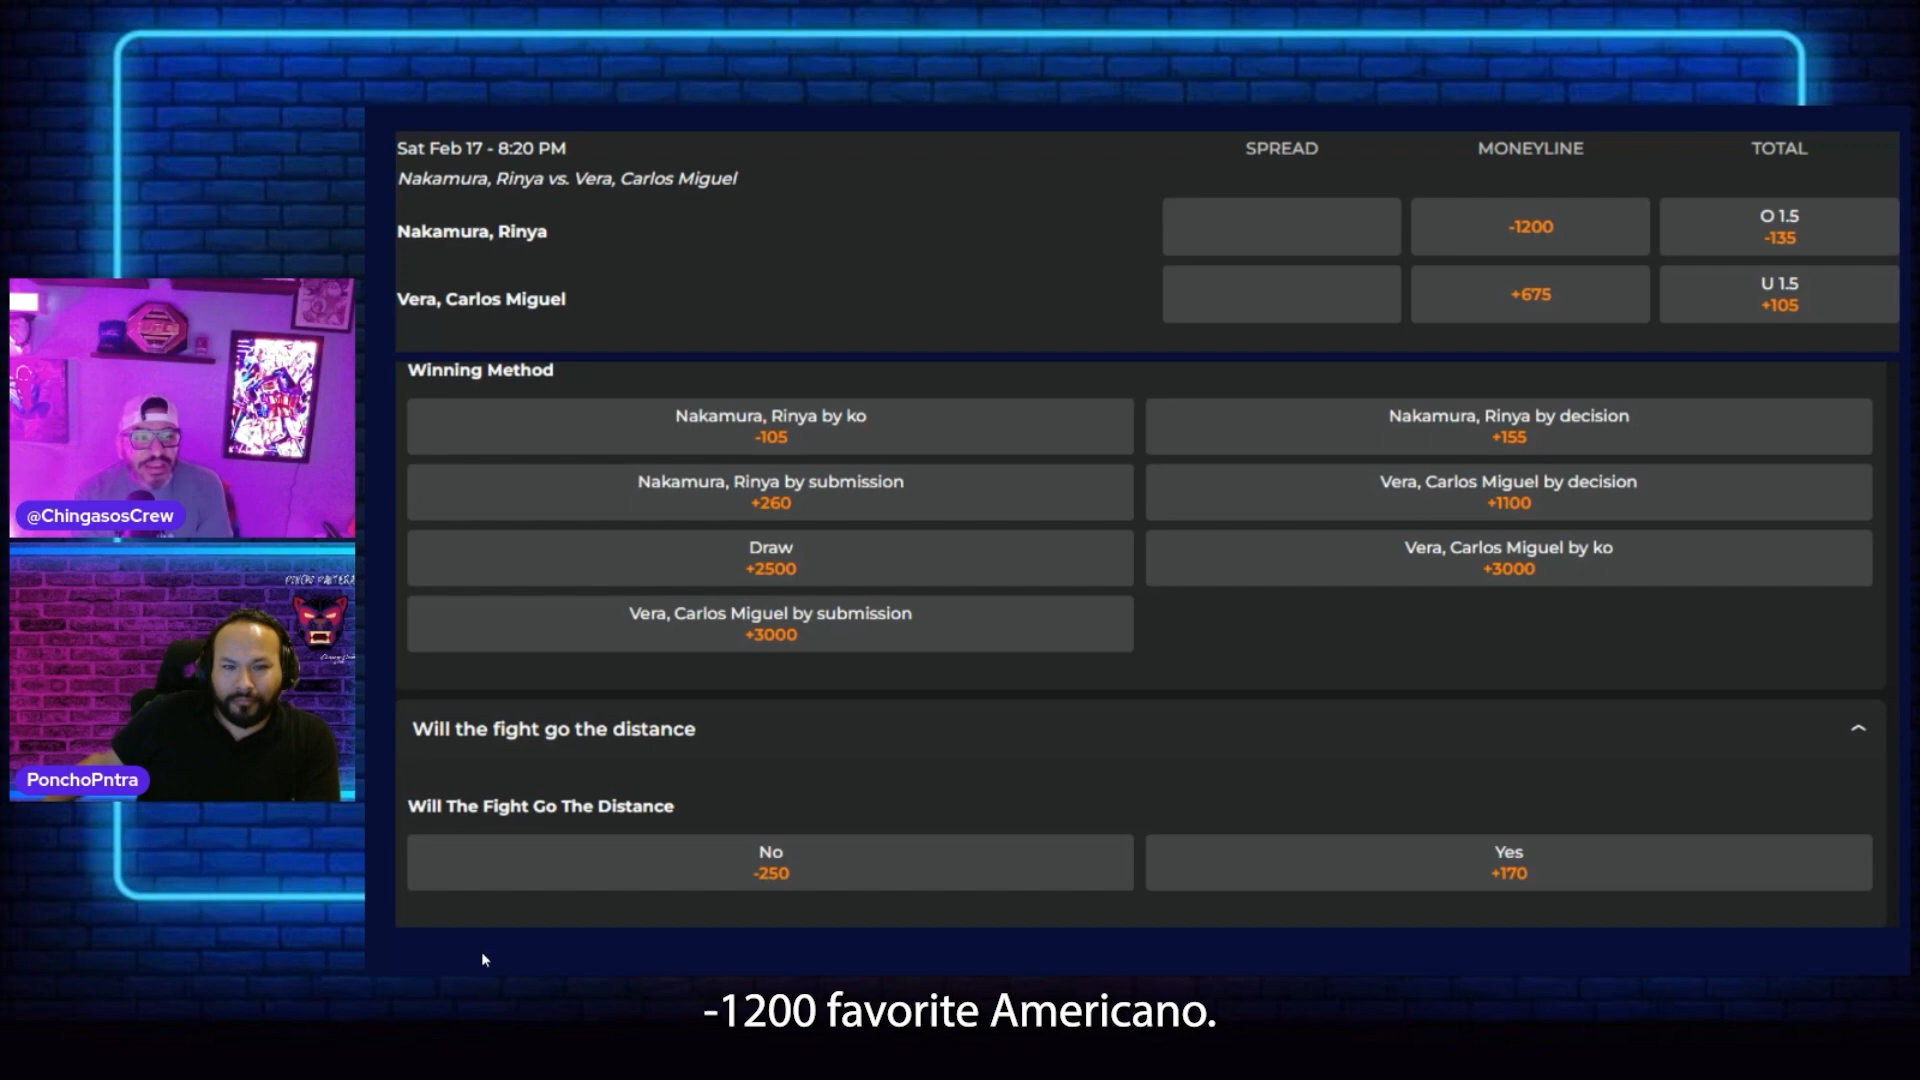 Sat Feb 17 - 8:20 PM
SPREAD
MONEYLINE
TOTAL
Nakamura, Rinya vs. Vera, Carlos Miguel
Nakamura, Rinya
-1200
O 1.5
-135
Vera, Carlos Miguel
+675
U 1.5
+105
Winning Method
Nakamura, Rinya by ko
-105
Nakamura, Rinya by decision
+155
Nakamura, Rinya by submission
+260
Vera, Carlos Miguel by decision
+1100
Draw
+2500
Vera, Carlos Miguel by ko
+3000
Vera, Carlos Miguel by submission
+3000
Will the fight go the distance
Will The Fight Go The Distance
No
-250
Yes
+170
@ChingasosCrew
PONCHO PANTERA
PonchoPntra
-1200 favorite Americano.